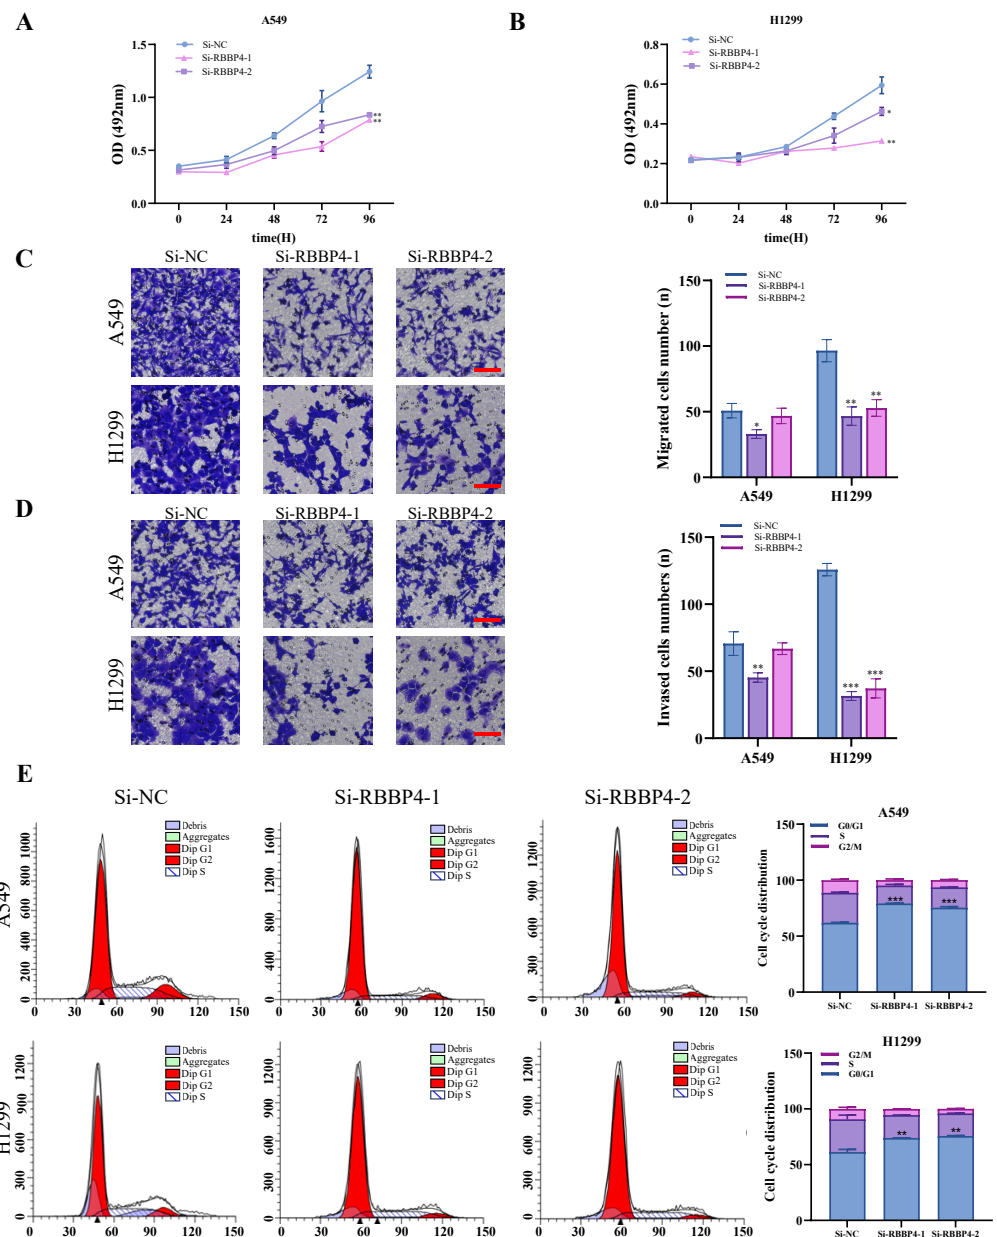 A
A549
Si-NC
Si-RBBP4-1
Si-RBBP4-2
OD (492nm)
1.5
1.0
0.5
0.0
**
**
0 24 48 72 96
time(H)
B
H1299
Si-NC
Si-RBBP4-1
Si-RBBP4-2
OD (492nm)
0.8
0.6
0.4
0.2
0.0
*
**
0 24 48 72 96
time(H)
C
Si-NC Si-RBBP4-1 Si-RBBP4-2
A549
H1299
Migrated cells number (n)
150
100
50
0
Si-NC
Si-RBBP4-1
Si-RBBP4-2
* ** **
A549 H1299
D
Si-NC Si-RBBP4-1 Si-RBBP4-2
A549
H1299
Invased cells numbers (n)
150
100
50
0
Si-NC
Si-RBBP4-1
Si-RBBP4-2
** *** ***
A549 H1299
E
Si-NC Si-RBBP4-1 Si-RBBP4-2
A549
0 200 400 600 800 1000
Debris
Aggregates
Dip G1
Dip G2
Dip S
0 30 60 90 120 150
0 400 800 1200 1600
Debris
Aggregates
Dip G1
Dip G2
Dip S
0 30 60 90 120 150
0 300 600 900 1200
Debris
Aggregates
Dip G1
Dip G2
Dip S
0 30 60 90 120 150
A549
Cell cycle distribution
150
100
50
0
G0/G1
S
G2/M
*** ***
Si-NC Si-RBBP4-1 Si-RBBP4-2
H1299
0 300 600 900 1200
Debris
Aggregates
Dip G1
Dip G2
Dip S
0 30 60 90 120 150
0 300 600 900 1200
Debris
Aggregates
Dip G1
Dip G2
Dip S
0 30 60 90 120 150
0 300 600 900 1200
Debris
Aggregates
Dip G1
Dip G2
Dip S
0 30 60 90 120 150
H1299
Cell cycle distribution
150
100
50
0
G2/M
S
G0/G1
** **
Si-NC Si-RBBP4-1 Si-RBBP4-2